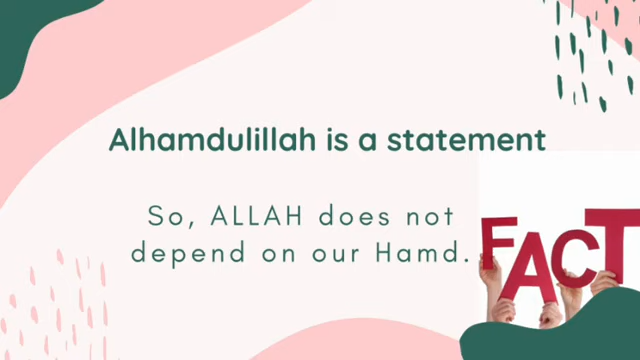 Alhamdulillah is a statement
So, ALLAH does not
depend on our Hamd.
FACT